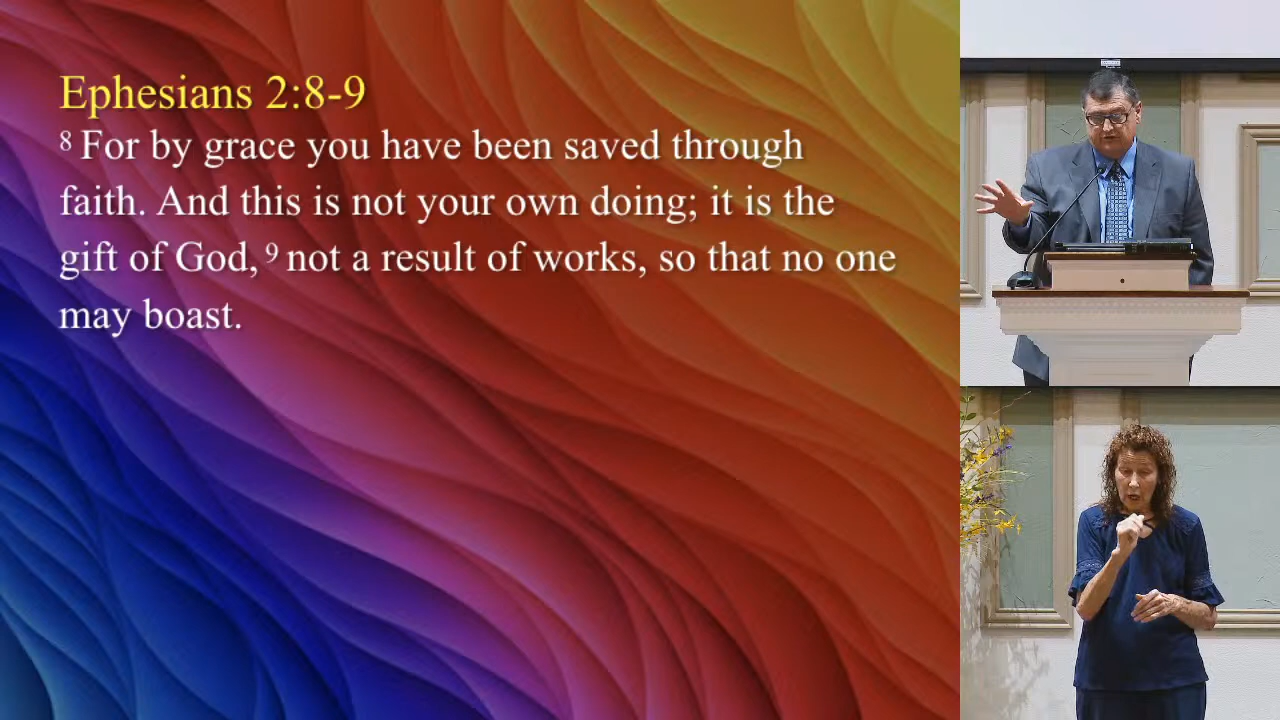 Ephesians 2:8-9
8 For by grace you have been saved through
faith. And this is not your own doing; it is the
gift of God, 9 not a result of works, so that no one
may boast.